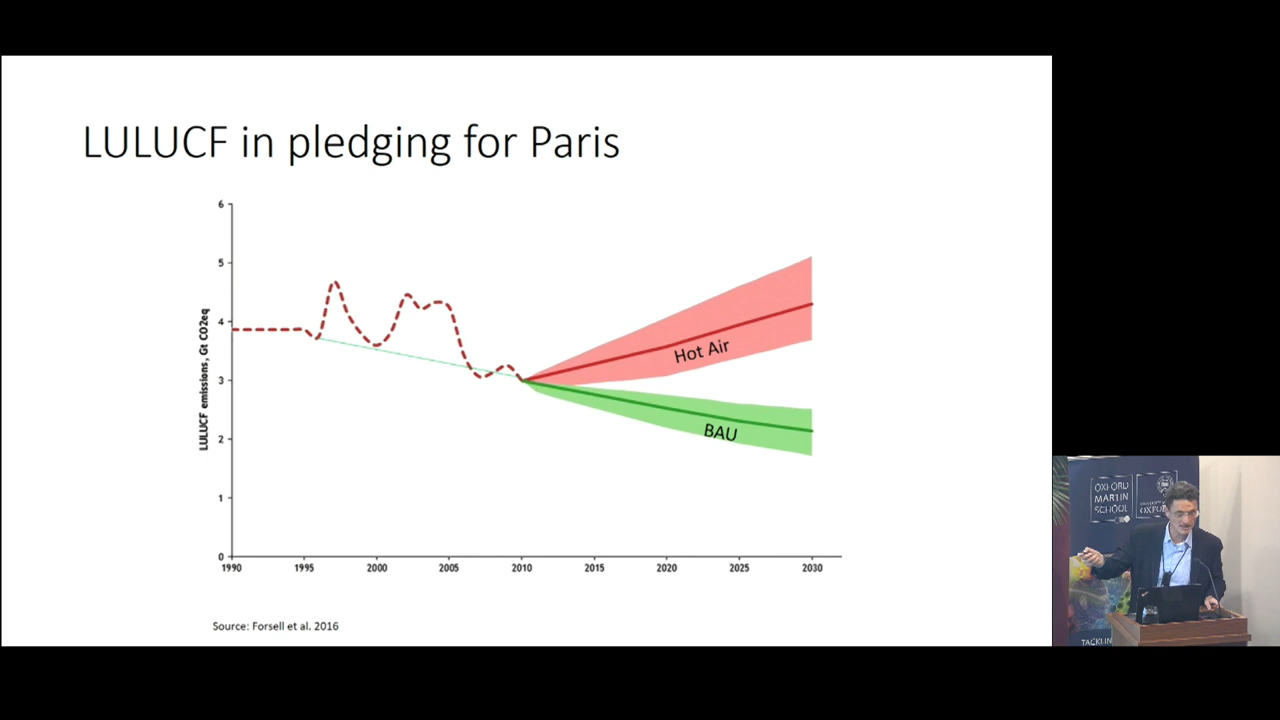 LULUCF in pledging for Paris
LULUCF emissions, Gt CO2eq
6
5
4
3
2
1
0
1990
1995
2000
2005
2010
2015
2020
2025
2030
Hot Air
BAU
Source: Forsell et al. 2016
OXFORD
MARTIN
SCHOOL